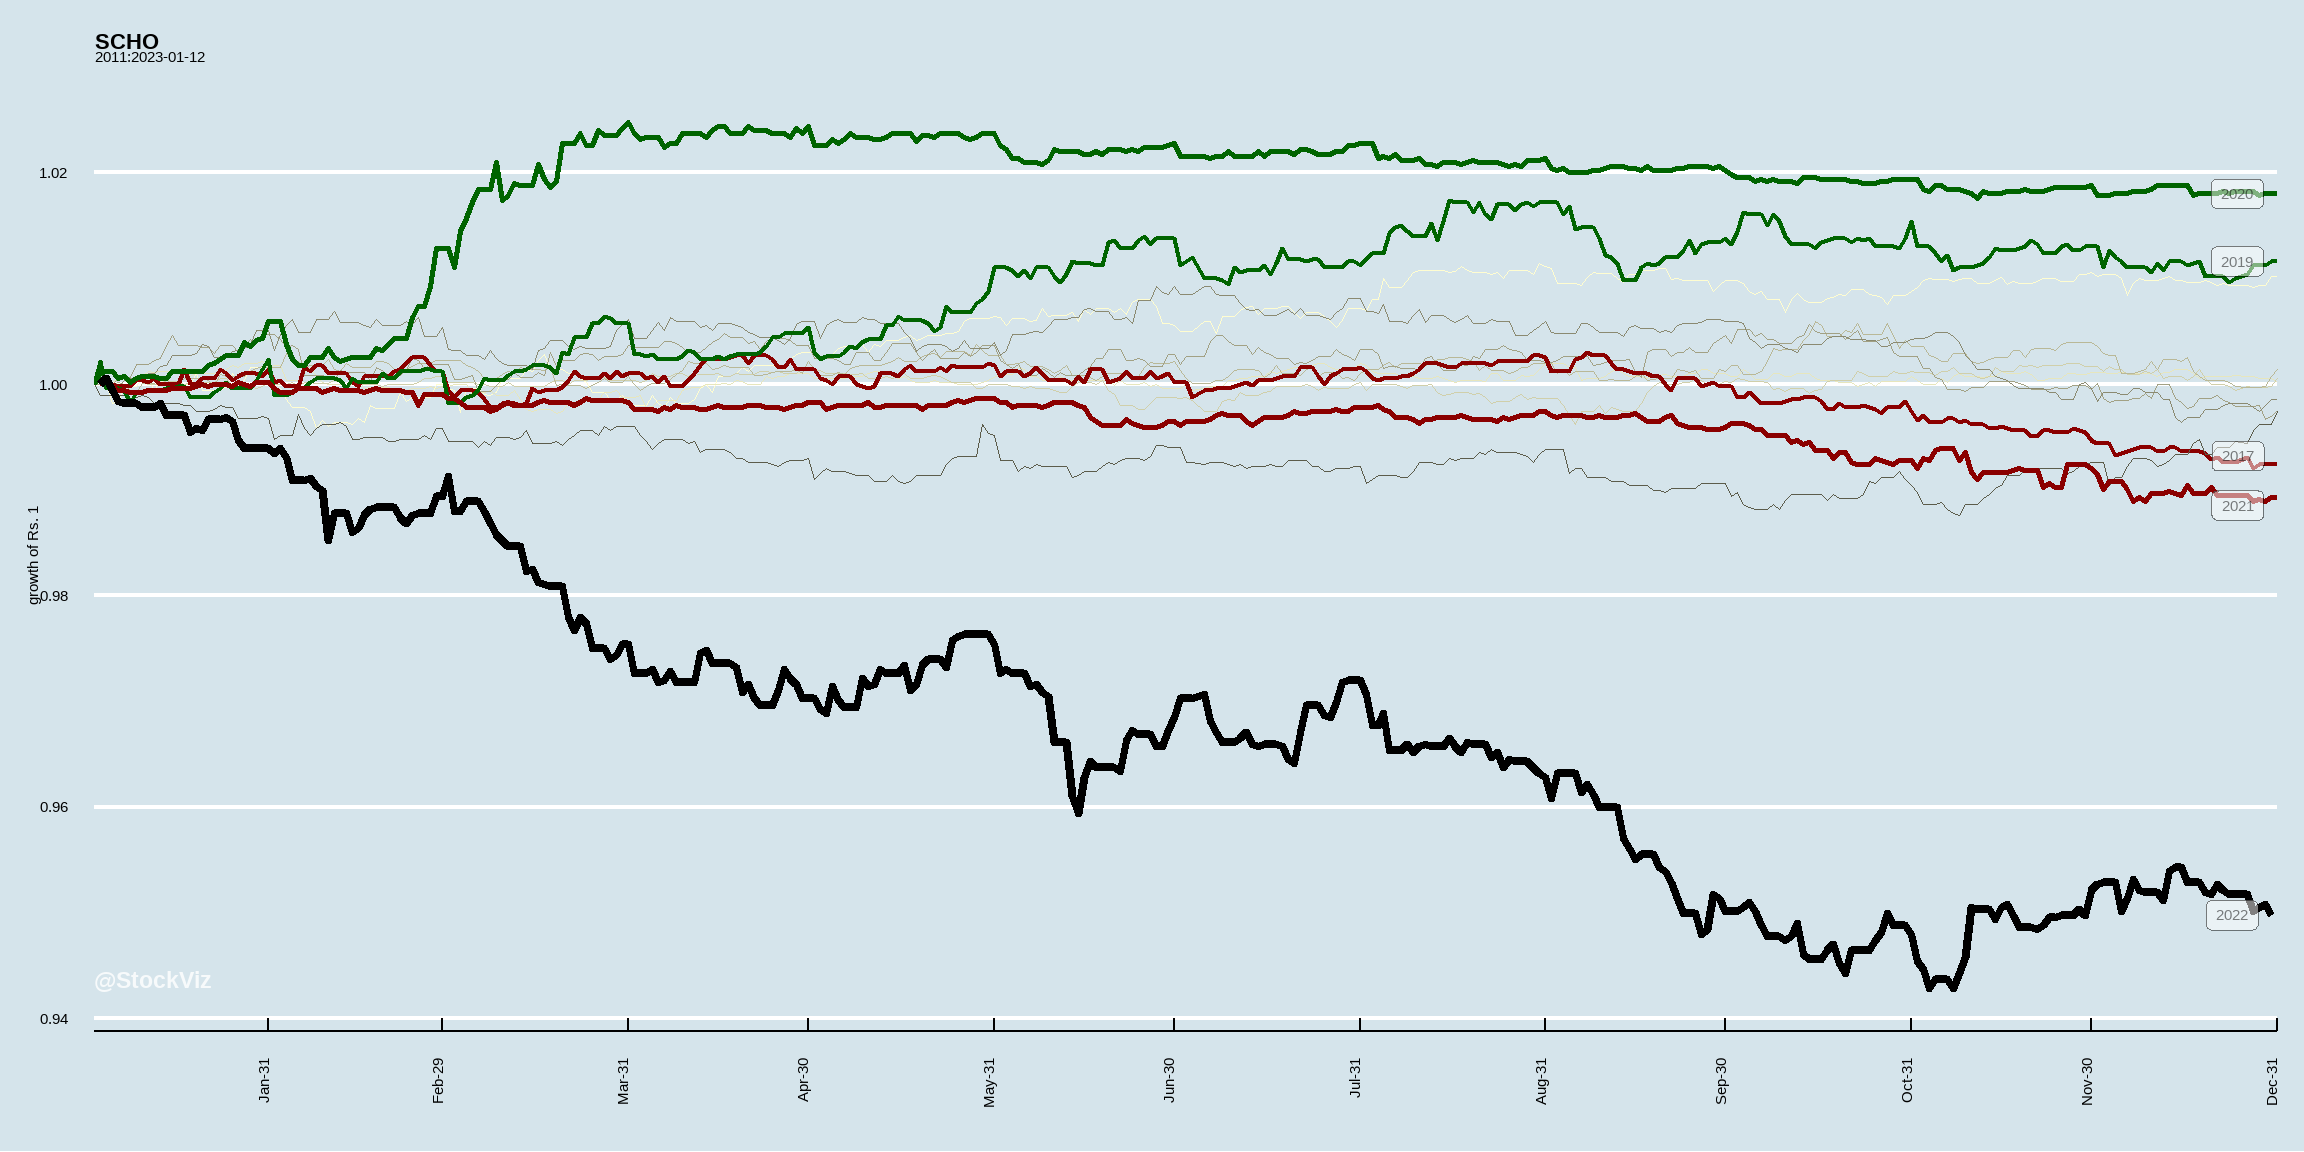 SCHO
2011:2023-01-12
growth of Rs. 1
1.02
1.00
0.98
0.96
0.94
2020
2019
2017
2021
2022
@StockViz
Jan-31
Feb-29
Mar-31
Apr-30
May-31
Jun-30
Jul-31
Aug-31
Sep-30
Oct-31
Nov-30
Dec-31